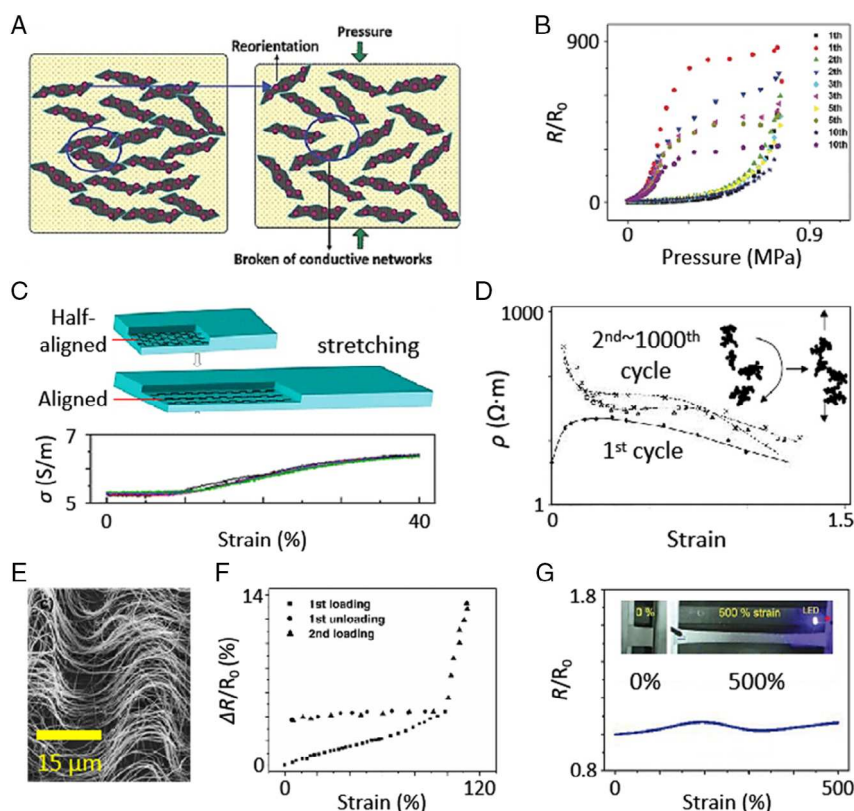 A
Reorientation
Pressure
Broken of conductive networks
B
900
R/R₀
0
0
0.9
Pressure (MPa)
1th
1th
2th
2th
3th
3th
5th
5th
10th
10th
C
Half-
aligned
stretching
Aligned
7
σ (S/m)
5
0
40
Strain (%)
D
1000
2ⁿᵈ~1000ᵗʰ
cycle
ρ (Ω·m)
1ˢᵗ cycle
1
0
1.5
Strain
E
15 μm
F
14
1st loading
1st unloading
2nd loading
ΔR/R₀ (%)
0
0
120
Strain (%)
G
1.8
0 %
500 % strain
LED
0%
500%
R/R₀
0.8
0
500
Strain (%)